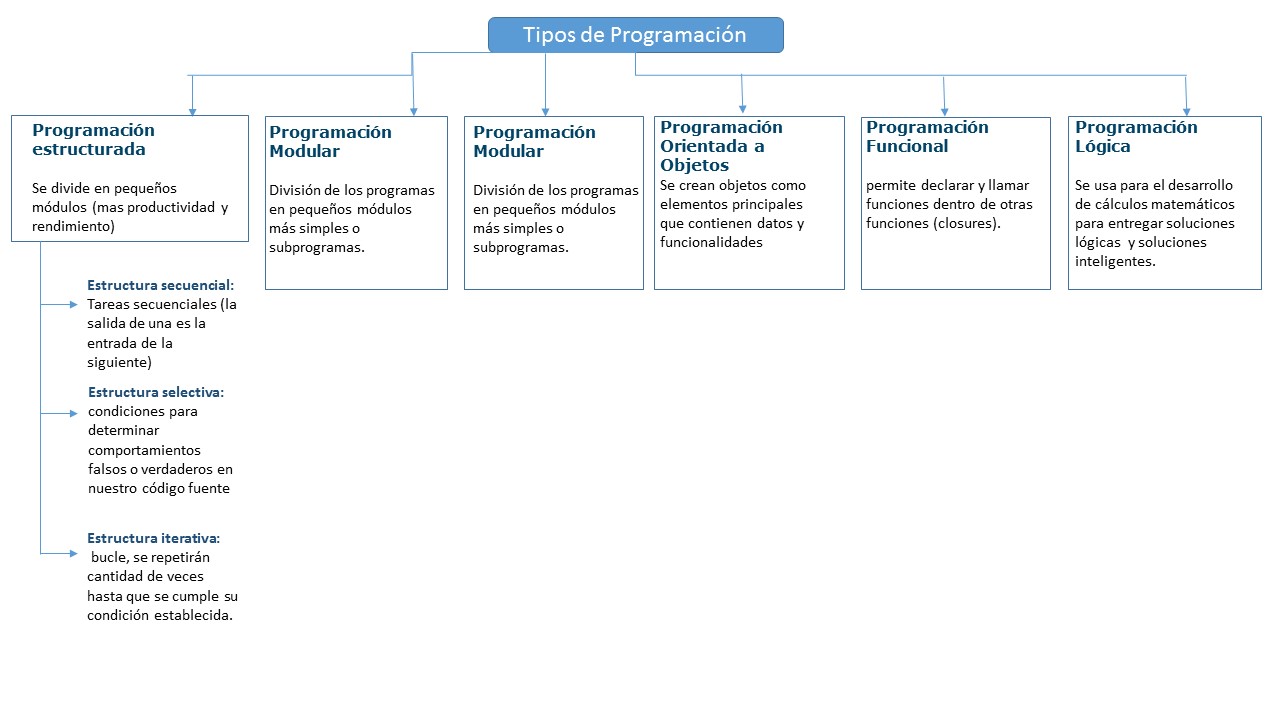 Tipos de Programación
Programación
estructurada
Se divide en pequeños
módulos (mas productividad y
rendimiento)
Estructura secuencial:
Tareas secuenciales (la
salida de una es la
entrada de la
siguiente)
Estructura selectiva:
condiciones para
determinar
comportamientos
falsos o verdaderos en
nuestro código fuente
Estructura iterativa:
bucle, se repetirán
cantidad de veces
hasta que se cumple su
condición establecida.
Programación
Modular
División de los programas
en pequeños módulos
más simples o
subprogramas.
Programación
Modular
División de los programas
en pequeños módulos
más simples o
subprogramas.
Programación
Orientada a
Objetos
Se crean objetos como
elementos principales
que contienen datos y
funcionalidades
Programación
Funcional
permite declarar y llamar
funciones dentro de otras
funciones (closures).
Programación
Lógica
Se usa para el desarrollo
de cálculos matemáticos
para entregar soluciones
lógicas y soluciones
inteligentes.